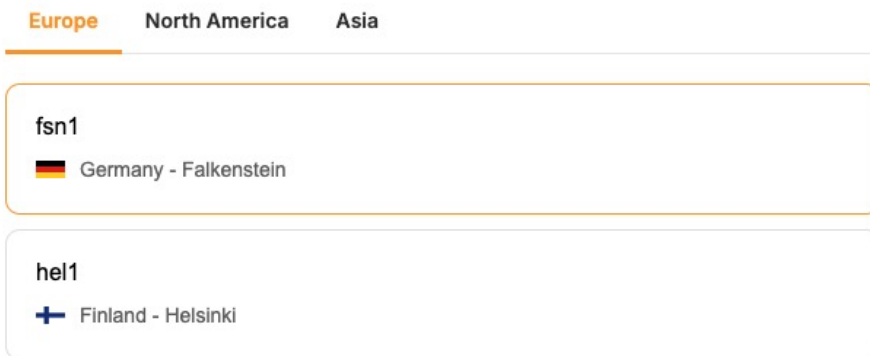 Europe North America Asia
fsn1
Germany - Falkenstein
hel1
Finland - Helsinki